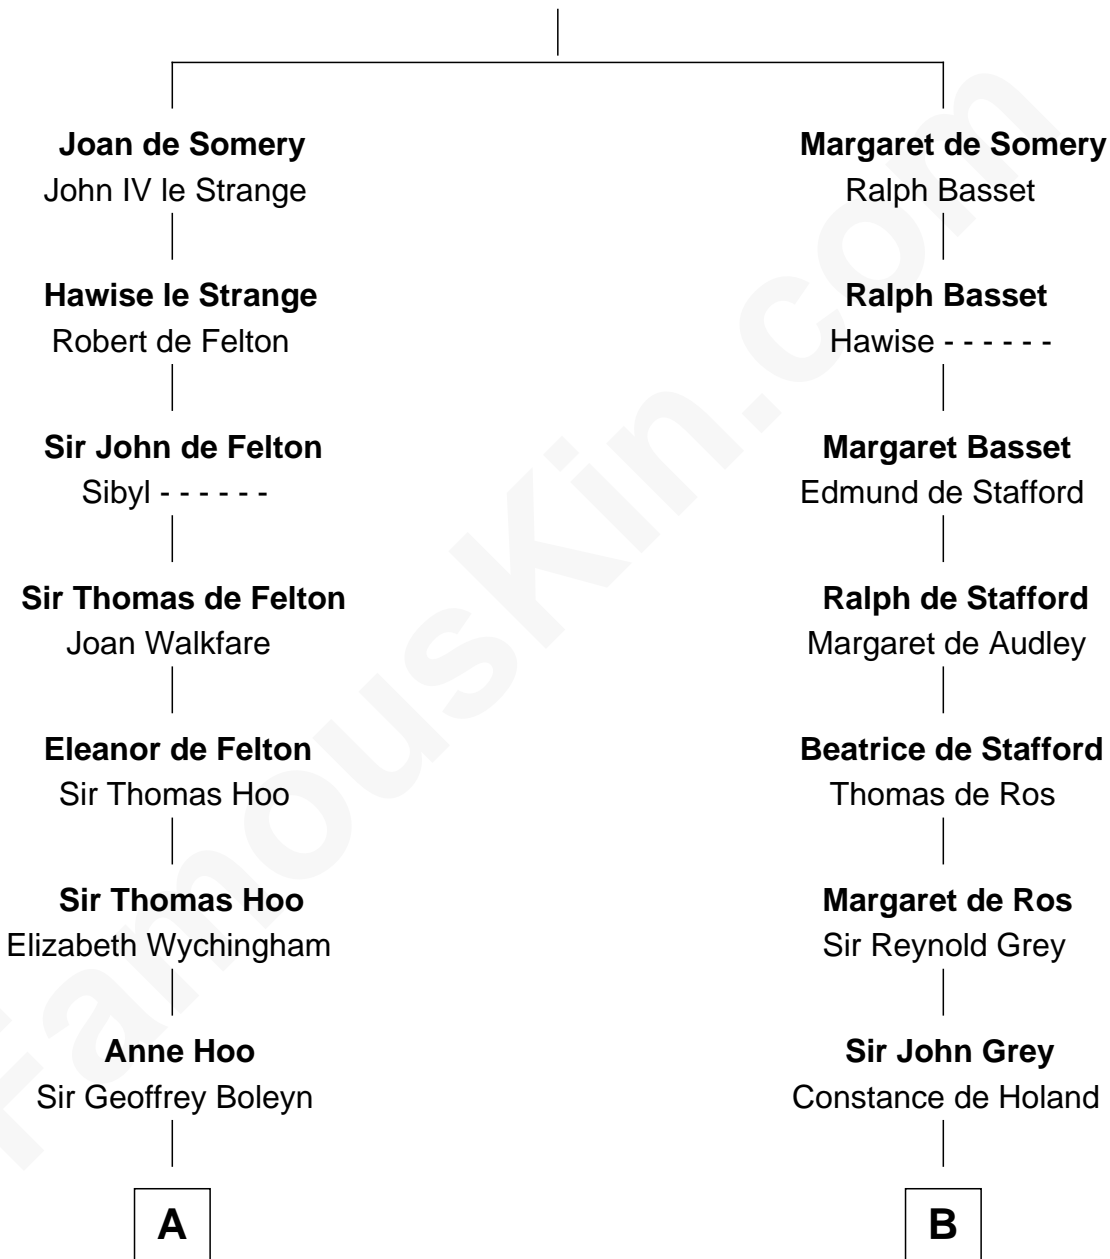 Joan de Somery
John IV le Strange
Hawise le Strange
Robert de Felton
Sir John de Felton
Sibyl - - - - - -
Sir Thomas de Felton
Joan Walkfare
Eleanor de Felton
Sir Thomas Hoo
Sir Thomas Hoo
Elizabeth Wychingham
Anne Hoo
Sir Geoffrey Boleyn
A
Margaret de Somery
Ralph Basset
Ralph Basset
Hawise - - - - - -
Margaret Basset
Edmund de Stafford
Ralph de Stafford
Margaret de Audley
Beatrice de Stafford
Thomas de Ros
Margaret de Ros
Sir Reynold Grey
Sir John Grey
Constance de Holand
B
FamousKin.com